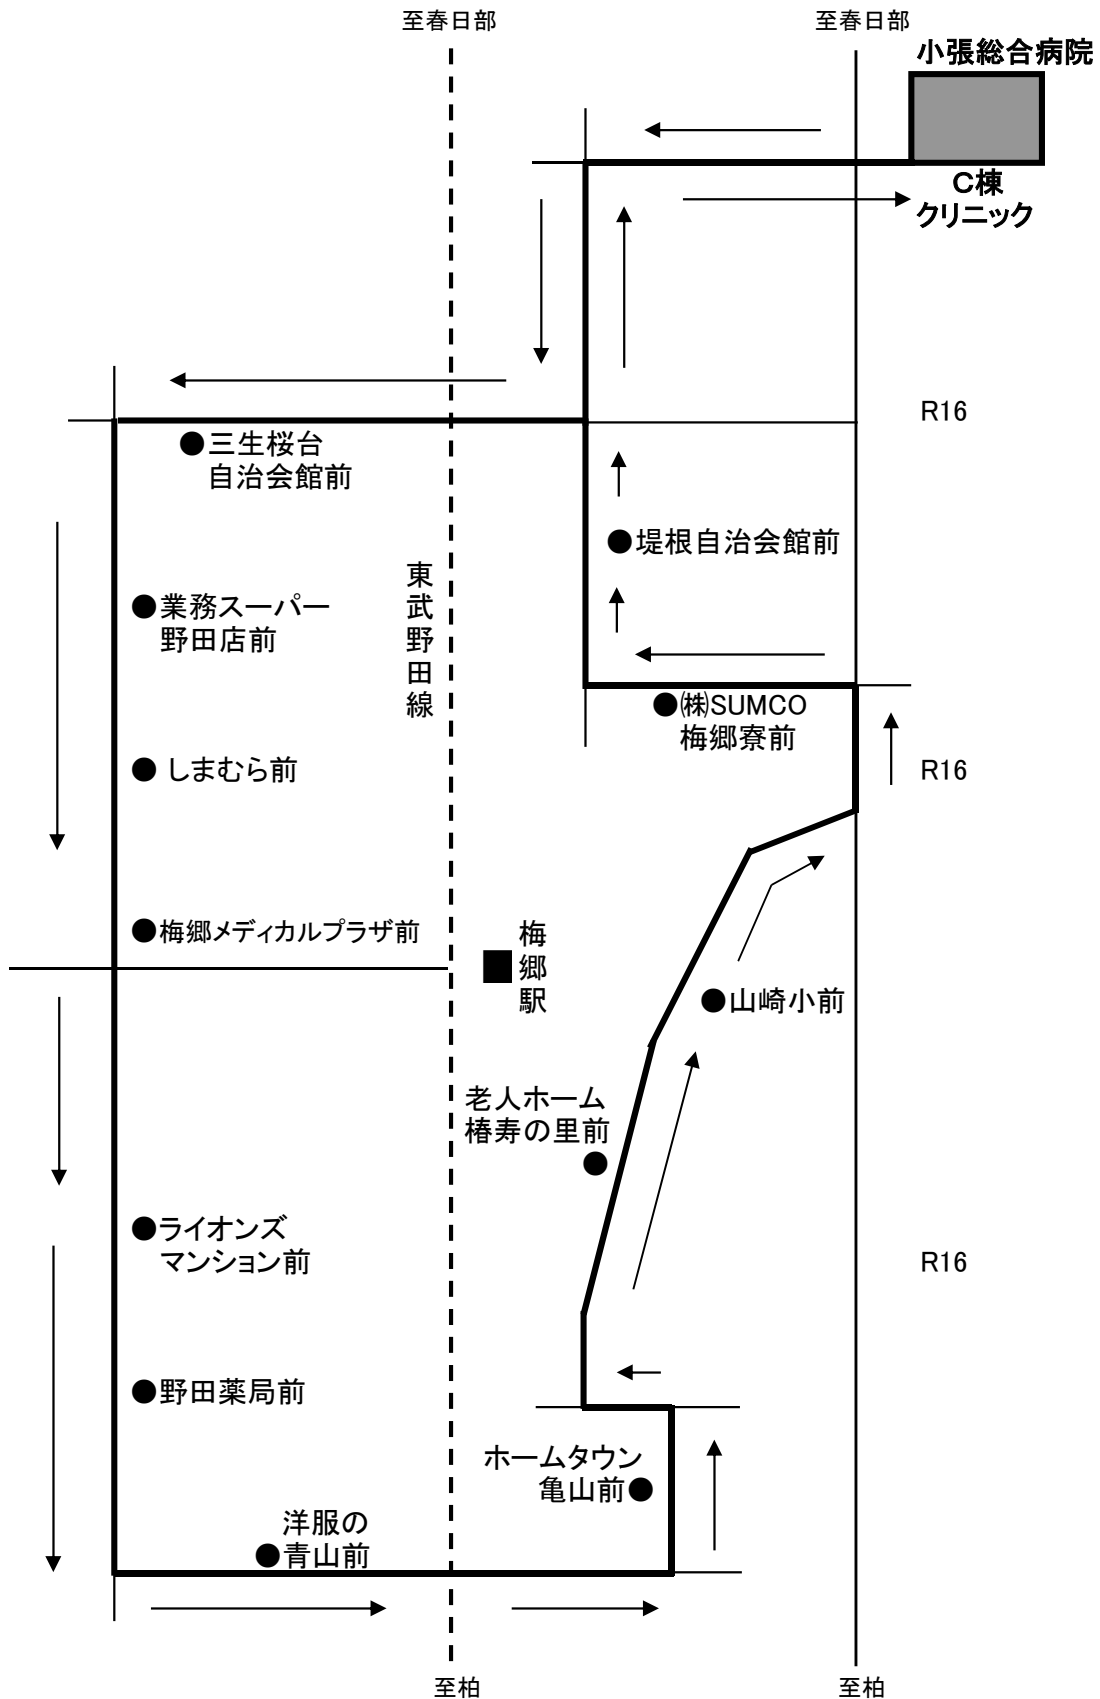 至春日部
至春日部
小張総合病院
C棟
クリニック
R16
●三生桜台
自治会館前
●堤根自治会館前
東武野田線
●業務スーパー
野田店前
●㈱SUMCO
梅郷寮前
●しまむら前
R16
●梅郷メディカルプラザ前
梅郷駅
●山崎小前
老人ホーム
椿寿の里前
●
●ライオンズ
マンション前
R16
●野田薬局前
ホームタウン
亀山前●
洋服の
●青山前
至柏
至柏